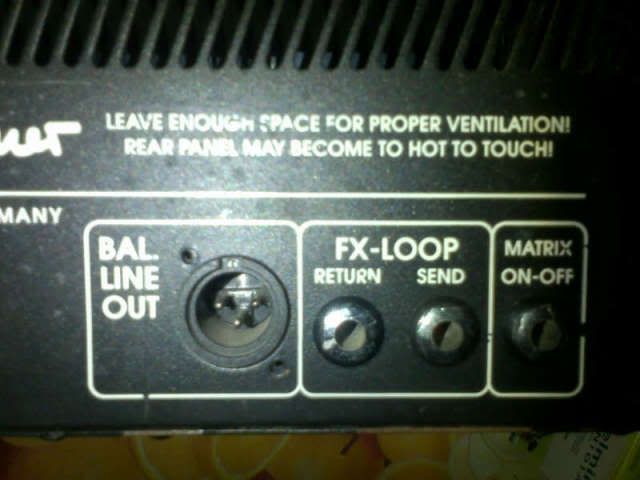 LEAVE ENOUGH SPACE FOR PROPER VENTILATION!
REAR PANEL MAY BECOME TO HOT TO TOUCH!
MANY
BAL.
LINE
OUT
FX-LOOP
RETURN SEND
MATRIX
ON-OFF